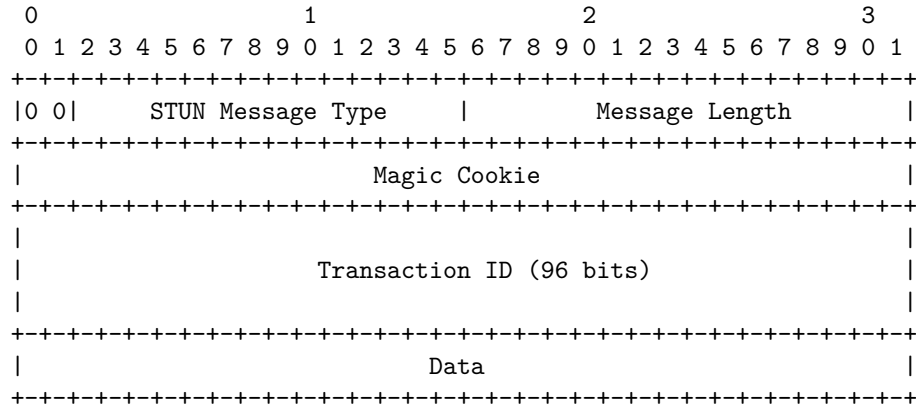 0                   1                   2                   3
0 1 2 3 4 5 6 7 8 9 0 1 2 3 4 5 6 7 8 9 0 1 2 3 4 5 6 7 8 9 0 1
+-+-+-+-+-+-+-+-+-+-+-+-+-+-+-+-+-+-+-+-+-+-+-+-+-+-+-+-+-+-+-+-+
|0 0|     STUN Message Type     |         Message Length        |
+-+-+-+-+-+-+-+-+-+-+-+-+-+-+-+-+-+-+-+-+-+-+-+-+-+-+-+-+-+-+-+-+
|                         Magic Cookie                          |
+-+-+-+-+-+-+-+-+-+-+-+-+-+-+-+-+-+-+-+-+-+-+-+-+-+-+-+-+-+-+-+-+
|                                                               |
|                     Transaction ID (96 bits)                  |
|                                                               |
+-+-+-+-+-+-+-+-+-+-+-+-+-+-+-+-+-+-+-+-+-+-+-+-+-+-+-+-+-+-+-+-+
|                             Data                              |
+-+-+-+-+-+-+-+-+-+-+-+-+-+-+-+-+-+-+-+-+-+-+-+-+-+-+-+-+-+-+-+-+